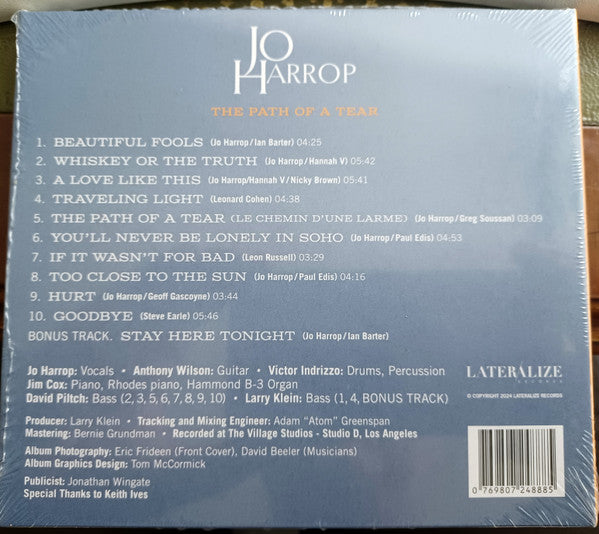 JO
HARROP
THE PATH OF A TEAR
1. BEAUTIFUL FOOLS (Jo Harrop/Ian Barter) 04:25
2. WHISKEY OR THE TRUTH (Jo Harrop/Hannah V) 05:42
3. A LOVE LIKE THIS (Jo Harrop/Hannah V/Nicky Brown) 05:41
4. TRAVELING LIGHT (Leonard Cohen) 04:38
5. THE PATH OF A TEAR (LE CHEMIN D'UNE LARME) (Jo Harrop/Greg Soussan) 03:09
6. YOU'LL NEVER BE LONELY IN SOHO (Jo Harrop/Paul Edis) 04:53
7. IF IT WASN'T FOR BAD (Leon Russell) 03:29
8. TOO CLOSE TO THE SUN (Jo Harrop/Paul Edis) 04:16
9. HURT (Jo Harrop/Geoff Gascoyne) 03:44
10. GOODBYE (Steve Earle) 05:46
BONUS TRACK. STAY HERE TONIGHT (Jo Harrop/Ian Barter)
Jo Harrop: Vocals • Anthony Wilson: Guitar • Victor Indrizzo: Drums, Percussion
Jim Cox: Piano, Rhodes piano, Hammond B-3 Organ
David Piltch: Bass (2, 3, 5, 6, 7, 8, 9, 10) • Larry Klein: Bass (1, 4, BONUS TRACK)
LATERALIZE
RECORDS
© COPYRIGHT 2024 LATERALIZE RECORDS
Producer: Larry Klein • Tracking and Mixing Engineer: Adam "Atom" Greenspan
Mastering: Bernie Grundman • Recorded at The Village Studios - Studio D, Los Angeles
Album Photography: Eric Frideen (Front Cover), David Beeler (Musicians)
Album Graphics Design: Tom McCormick
Publicist: Jonathan Wingate
Special Thanks to Keith Ives
0 769807 248885